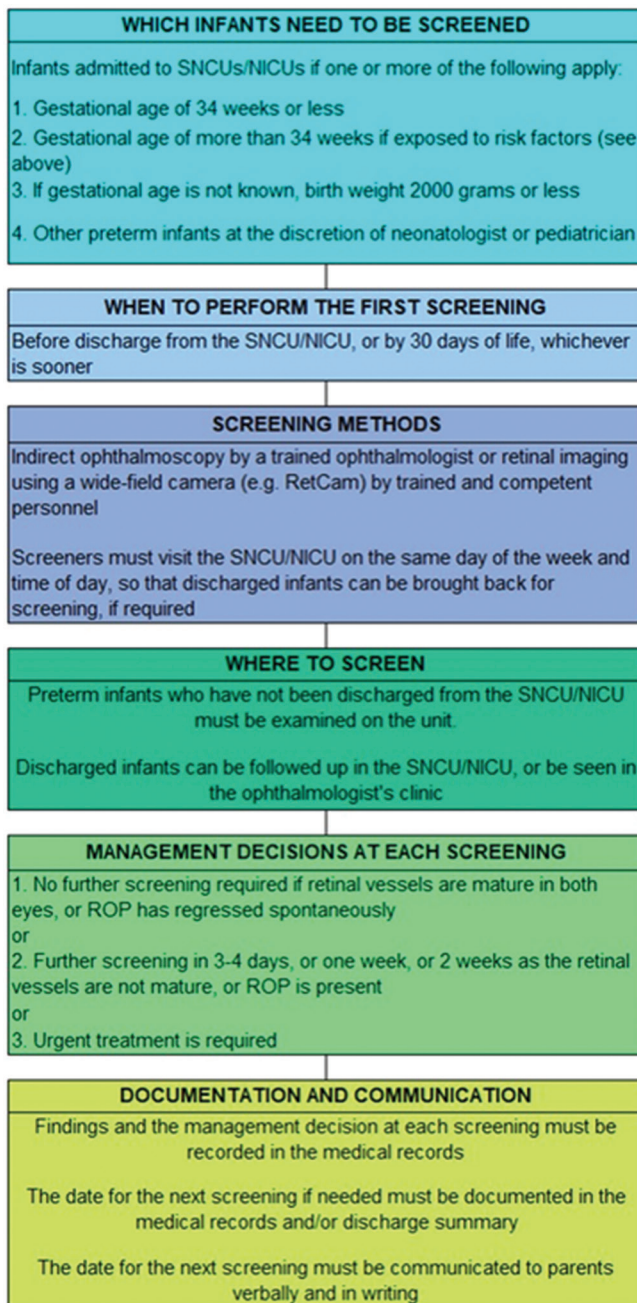 WHICH INFANTS NEED TO BE SCREENED
Infants admitted to SNCUs/NICUs if one or more of the following apply:
1. Gestational age of 34 weeks or less
2. Gestational age of more than 34 weeks if exposed to risk factors (see
above)
3. If gestational age is not known, birth weight 2000 grams or less
4. Other preterm infants at the discretion of neonatologist or pediatrician
WHEN TO PERFORM THE FIRST SCREENING
Before discharge from the SNCU/NICU, or by 30 days of life, whichever
is sooner
SCREENING METHODS
Indirect ophthalmoscopy by a trained ophthalmologist or retinal imaging
using a wide-field camera (e.g. RetCam) by trained and competent
personnel
Screeners must visit the SNCU/NICU on the same day of the week and
time of day, so that discharged infants can be brought back for
screening, if required
WHERE TO SCREEN
Preterm infants who have not been discharged from the SNCU/NICU
must be examined on the unit.
Discharged infants can be followed up in the SNCU/NICU, or be seen in
the ophthalmologist's clinic
MANAGEMENT DECISIONS AT EACH SCREENING
1. No further screening required if retinal vessels are mature in both
eyes, or ROP has regressed spontaneously
or
2. Further screening in 3-4 days, or one week, or 2 weeks as the retinal
vessels are not mature, or ROP is present
or
3. Urgent treatment is required
DOCUMENTATION AND COMMUNICATION
Findings and the management decision at each screening must be
recorded in the medical records
The date for the next screening if needed must be documented in the
medical records and/or discharge summary
The date for the next screening must be communicated to parents
verbally and in writing